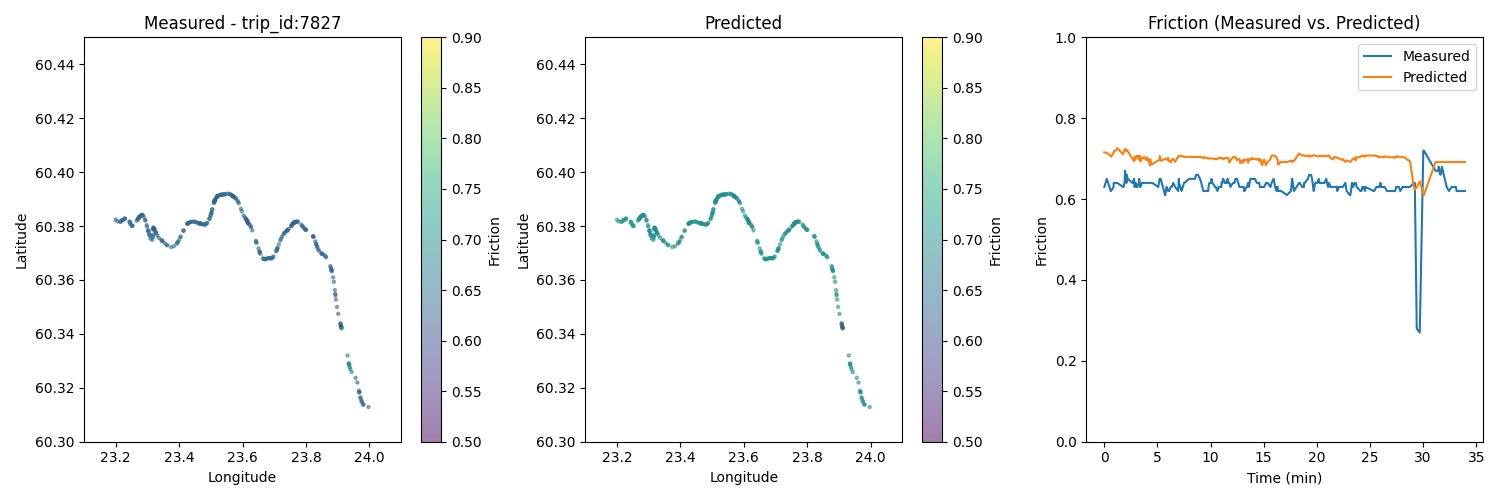 Measured - trip_id:7827
60.44
60.42
60.40
60.38
60.36
60.34
60.32
60.30
23.2 23.4 23.6 23.8 24.0
Longitude
Latitude
0.90
0.85
0.80
0.75
0.70
0.65
0.60
0.55
0.50
Friction
Predicted
60.44
60.42
60.40
60.38
60.36
60.34
60.32
60.30
23.2 23.4 23.6 23.8 24.0
Longitude
Latitude
0.90
0.85
0.80
0.75
0.70
0.65
0.60
0.55
0.50
Friction
Friction (Measured vs. Predicted)
Measured
Predicted
1.0
0.8
0.6
0.4
0.2
0.0
0 5 10 15 20 25 30 35
Time (min)
Friction